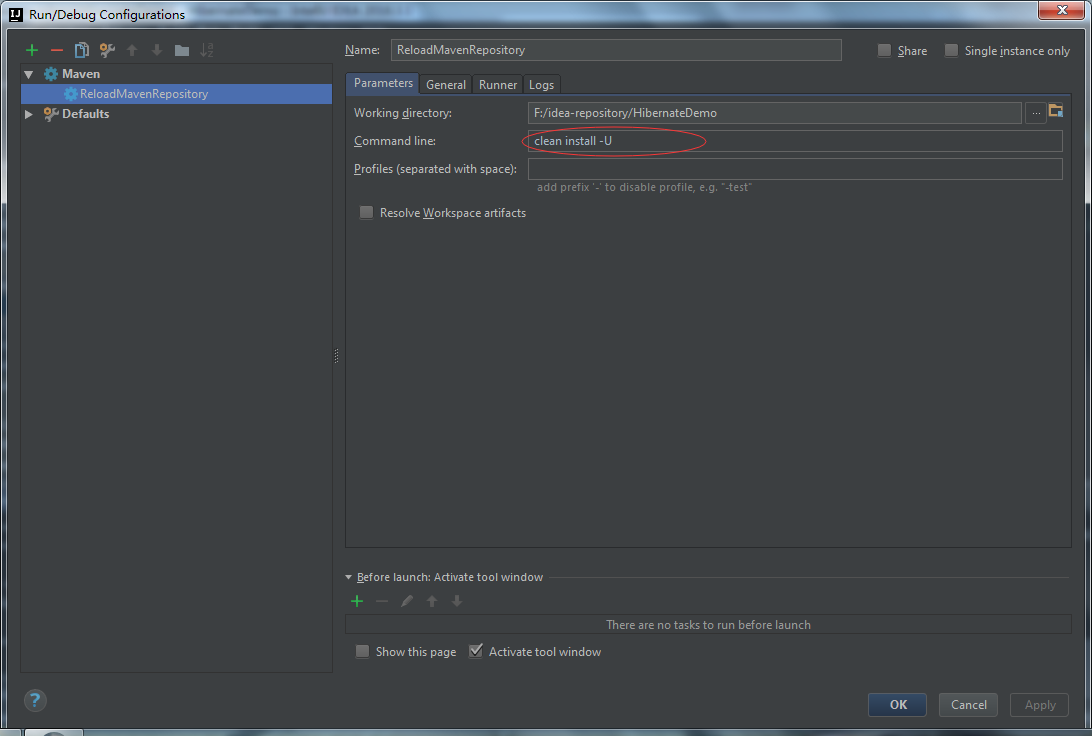 Run/Debug Configurations
Name: ReloadMavenRepository Share Single instance only
Maven
ReloadMavenRepository
Defaults
Parameters General Runner Logs
Working directory: F:/idea-repository/HibernateDemo ...
Command line: clean install -U
Profiles (separated with space):
add prefix '-' to disable profile, e.g. "-test"
Resolve Workspace artifacts
Before launch: Activate tool window
There are no tasks to run before launch
Show this page Activate tool window
? OK Cancel Apply